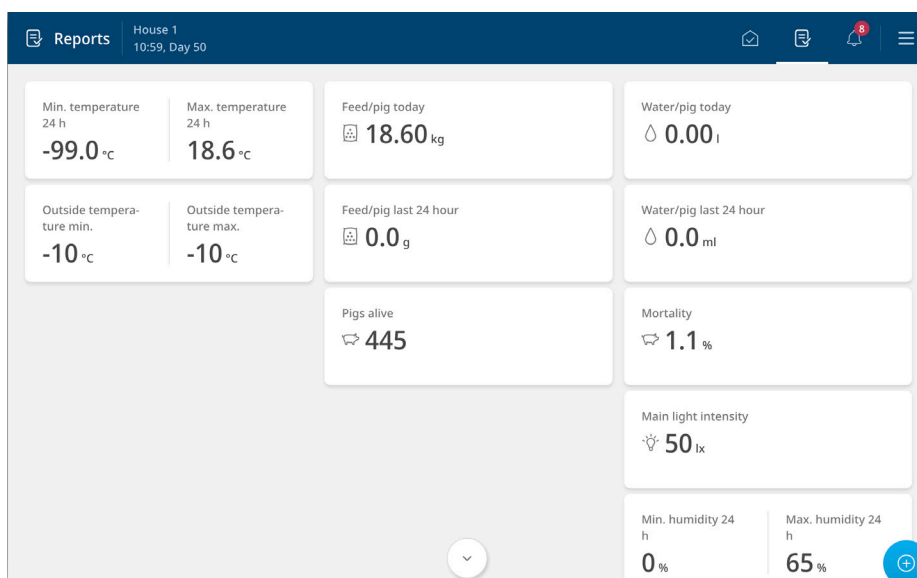 Reports
House 1
10:59, Day 50
8
Min. temperature
24 h
-99.0 °C
Max. temperature
24 h
18.6 °C
Feed/pig today
18.60 kg
Water/pig today
0.00 l
Outside tempera-
ture min.
-10 °C
Outside tempera-
ture max.
-10 °C
Feed/pig last 24 hour
0.0 g
Water/pig last 24 hour
0.0 ml
Pigs alive
445
Mortality
1.1 %
Main light intensity
50 lx
Min. humidity 24
h
0 %
Max. humidity 24
h
65 %